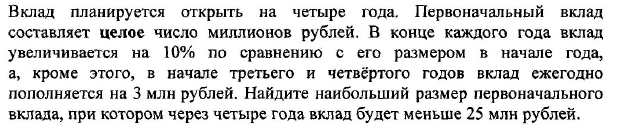 Вклад планируется открыть на четыре года. Первоначальный вклад
составляет целое число миллионов рублей. В конце каждого года вклад
увеличивается на 10% по сравнению с его размером в начале года,
а, кроме этого, в начале третьего и четвёртого годов вклад ежегодно
пополняется на 3 млн рублей. Найдите наибольший размер первоначального
вклада, при котором через четыре года вклад будет меньше 25 млн рублей.